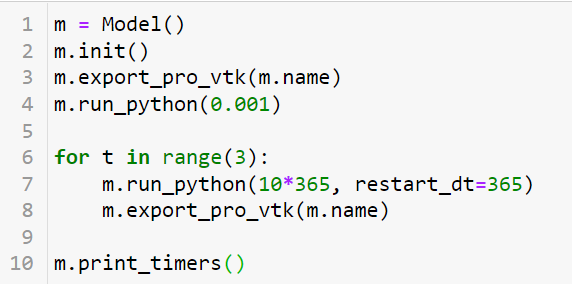 1 m = Model()
2 m.init()
3 m.export_pro_vtk(m.name)
4 m.run_python(0.001)
5
6 for t in range(3):
7     m.run_python(10*365, restart_dt=365)
8     m.export_pro_vtk(m.name)
9
10 m.print_timers()